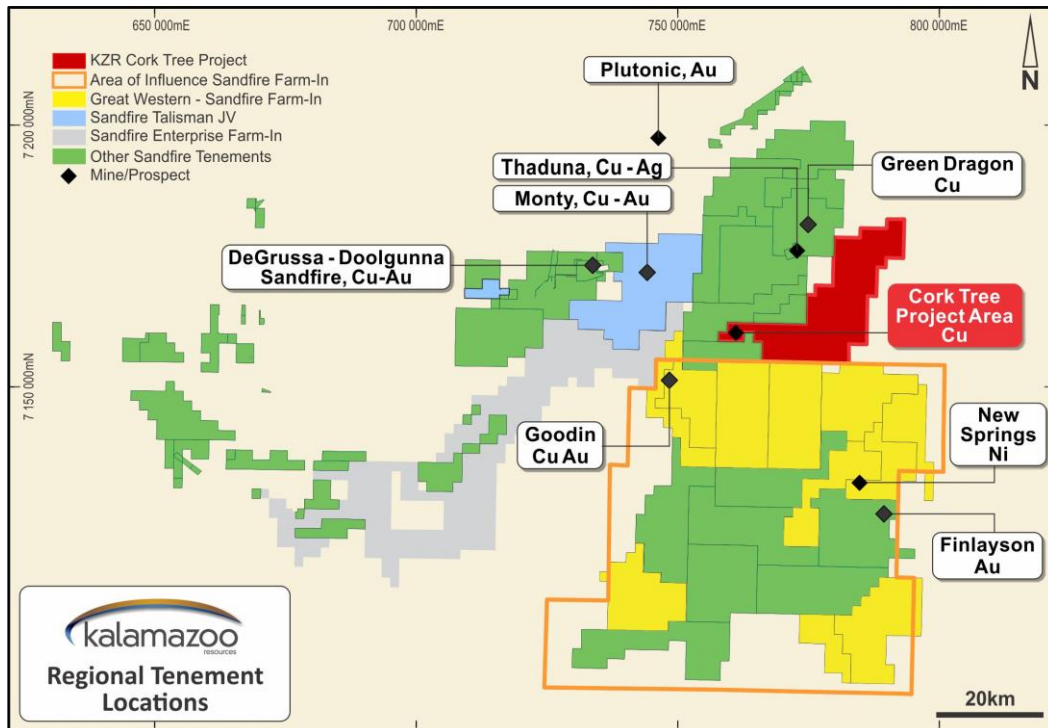 650 000mE
700 000mE
750 000mE
800 000mE
KZR Cork Tree Project
Area of Influence Sandfire Farm-In
Great Western - Sandfire Farm-In
Sandfire Talisman JV
Sandfire Enterprise Farm-In
Other Sandfire Tenements
Mine/Prospect
N
7 200 000mN
7 150 000mN
Plutonic, Au
Thaduna, Cu - Ag
Monty, Cu - Au
Green Dragon
Cu
DeGrussa - Doolgunna
Sandfire, Cu-Au
Cork Tree
Project Area
Cu
Goodin
Cu Au
New
Springs
Ni
Finlayson
Au
kalamazoo
resources
Regional Tenement
Locations
20km